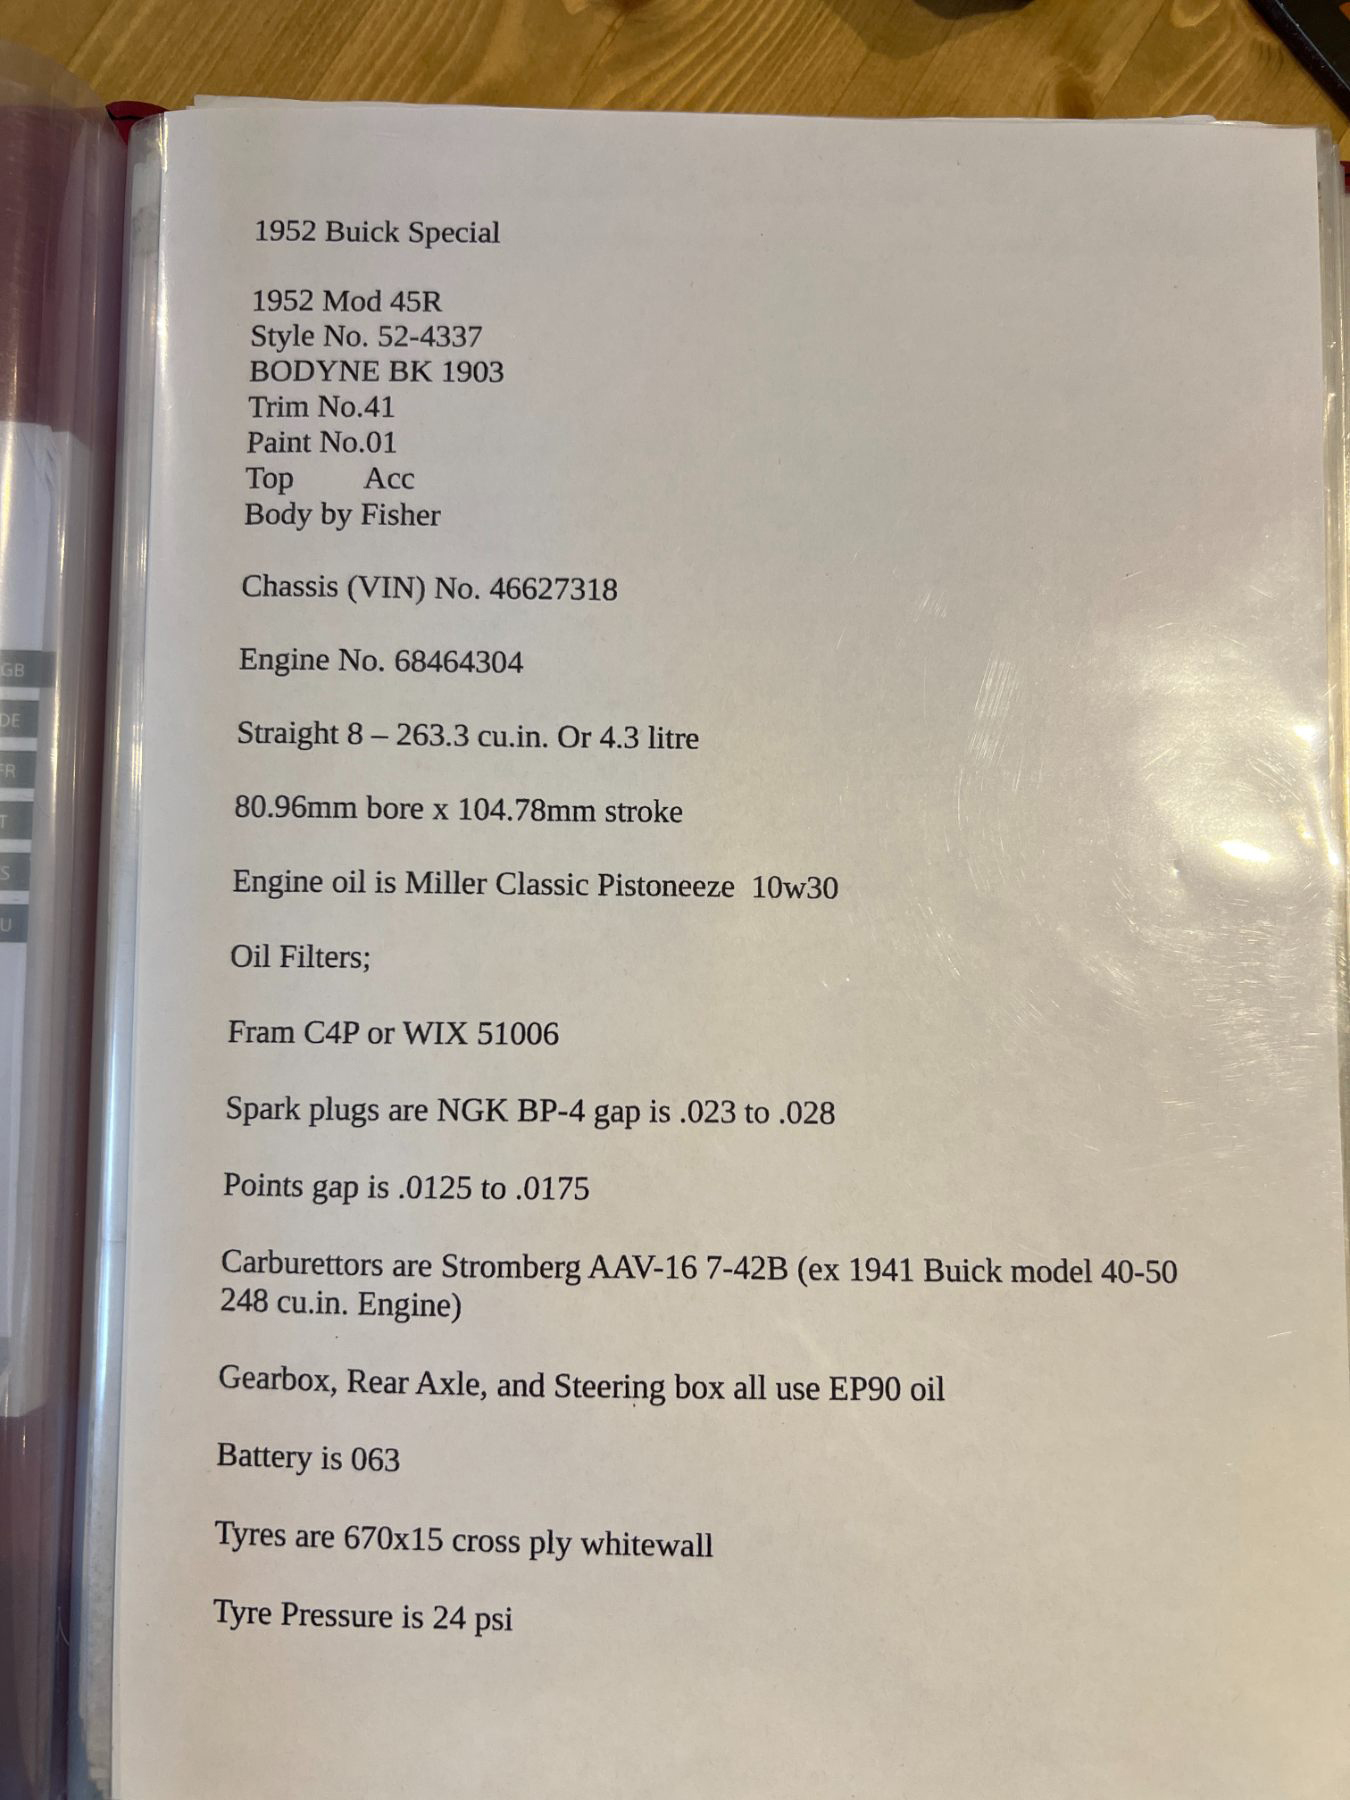 1952 Buick Special
1952 Mod 45R
Style No. 52-4337
BODYNE BK 1903
Trim No.41
Paint No.01
Top Acc
Body by Fisher
Chassis (VIN) No. 46627318
Engine No. 68464304
Straight 8 – 263.3 cu.in. Or 4.3 litre
80.96mm bore x 104.78mm stroke
Engine oil is Miller Classic Pistoneeze 10w30
Oil Filters;
Fram C4P or WIX 51006
Spark plugs are NGK BP-4 gap is .023 to .028
Points gap is .0125 to .0175
Carburettors are Stromberg AAV-16 7-42B (ex 1941 Buick model 40-50
248 cu.in. Engine)
Gearbox, Rear Axle, and Steering box all use EP90 oil
Battery is 063
Tyres are 670x15 cross ply whitewall
Tyre Pressure is 24 psi
GB
DE
FR